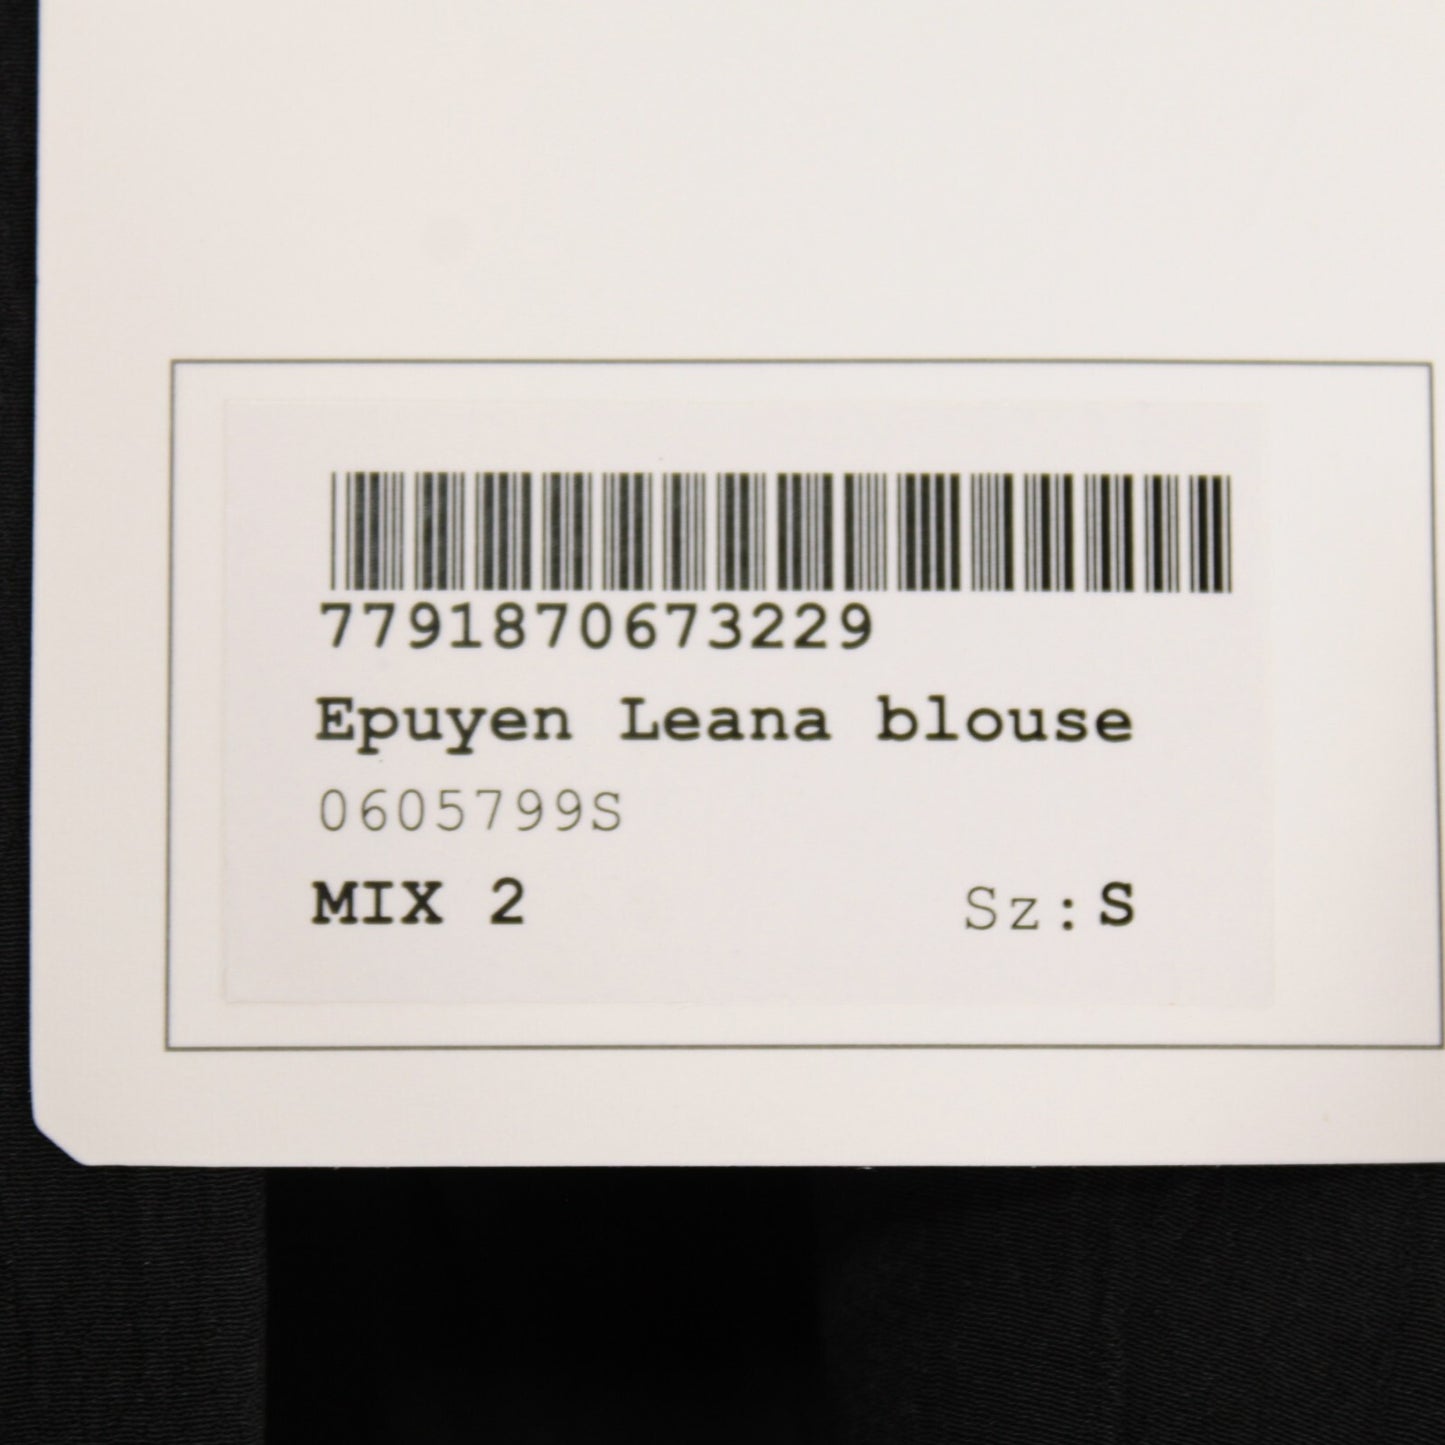 7791870673229
Epuyen Leana blouse
0605799S
MIX 2 Sz:S